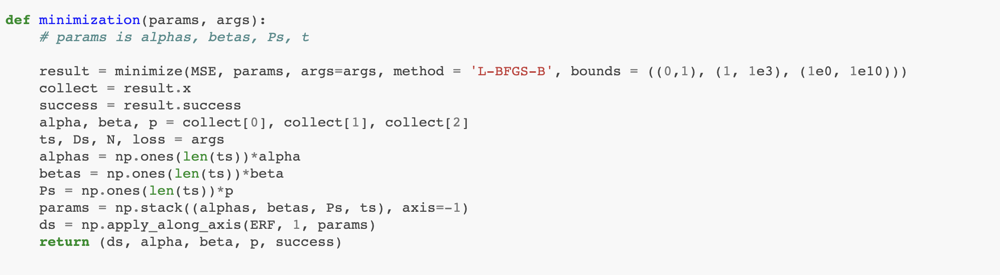 def minimization(params, args):
    # params is alphas, betas, Ps, t

    result = minimize(MSE, params, args=args, method = 'L-BFGS-B', bounds = ((0,1), (1, 1e3), (1e0, 1e10)))
    collect = result.x
    success = result.success
    alpha, beta, p = collect[0], collect[1], collect[2]
    ts, Ds, N, loss = args
    alphas = np.ones(len(ts))*alpha
    betas = np.ones(len(ts))*beta
    Ps = np.ones(len(ts))*p
    params = np.stack((alphas, betas, Ps, ts), axis=-1)
    ds = np.apply_along_axis(ERF, 1, params)
    return (ds, alpha, beta, p, success)